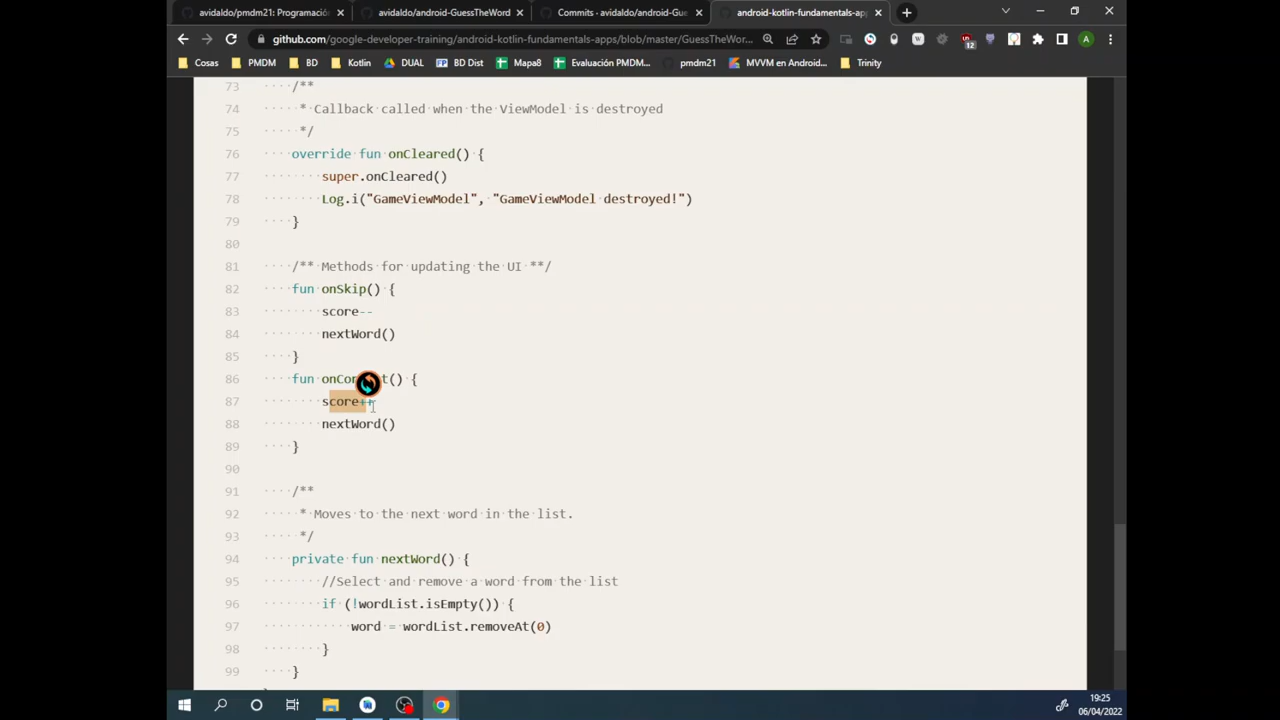 avidaldo/pmdm21: Programació
avidaldo/android-GuessTheWord
Commits - avidaldo/android-Gue
android-kotlin-fundamentals-ap
github.com/google-developer-training/android-kotlin-fundamentals-apps/blob/master/GuessTheWor...
12
A
Cosas
PMDM
BD
Kotlin
DUAL
FP BD Dist
Mapa8
Evaluación PMDM...
pmdm21
MVVM en Android...
Trinity
73 /**
74 * Callback called when the ViewModel is destroyed
75 */
76 override fun onCleared() {
77 super.onCleared()
78 Log.i("GameViewModel", "GameViewModel destroyed!")
79 }
80
81 /** Methods for updating the UI **/
82 fun onSkip() {
83 score--
84 nextWord()
85 }
86 fun onCo t() {
87 score++
88 nextWord()
89 }
90
91 /**
92 * Moves to the next word in the list.
93 */
94 private fun nextWord() {
95 //Select and remove a word from the list
96 if (!wordList.isEmpty()) {
97 word = wordList.removeAt(0)
98 }
99 }
19:25
06/04/2022